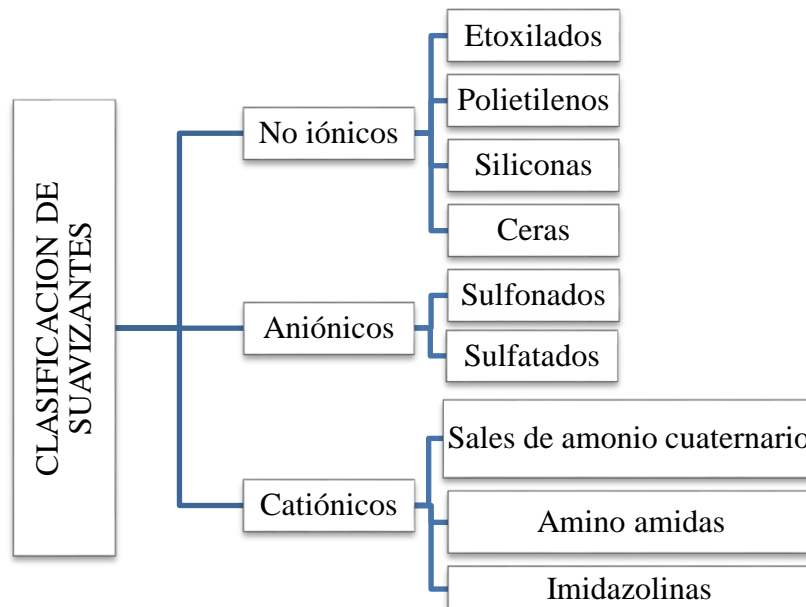 CLASIFICACION DE
SUAVIZANTES
No iónicos
Etoxilados
Polietilenos
Siliconas
Ceras
Aniónicos
Sulfonados
Sulfatados
Catiónicos
Sales de amonio cuaternario
Amino amidas
Imidazolinas